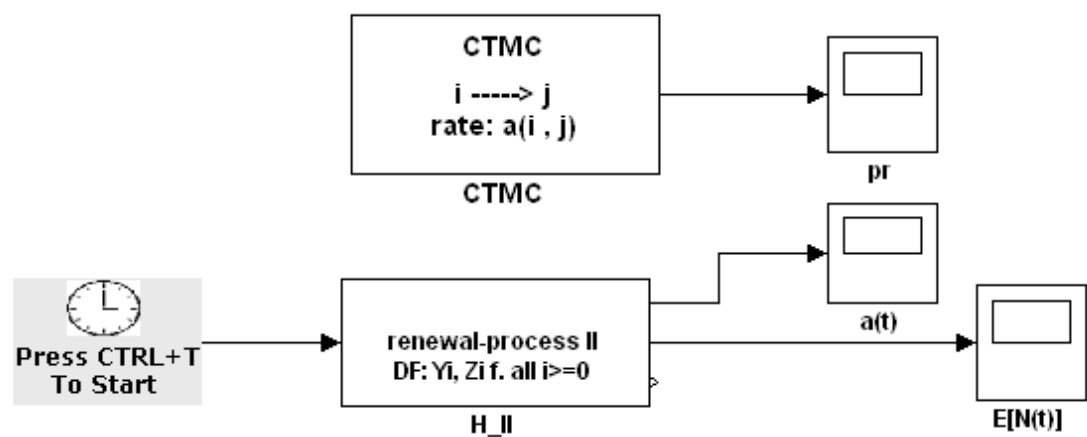 CTMC
i -----> j
rate: a(i , j)
CTMC
pr
Press CTRL+T
To Start
renewal-process II
DF: Yi, Zi f. all i>=0
H_II
a(t)
E[N(t)]